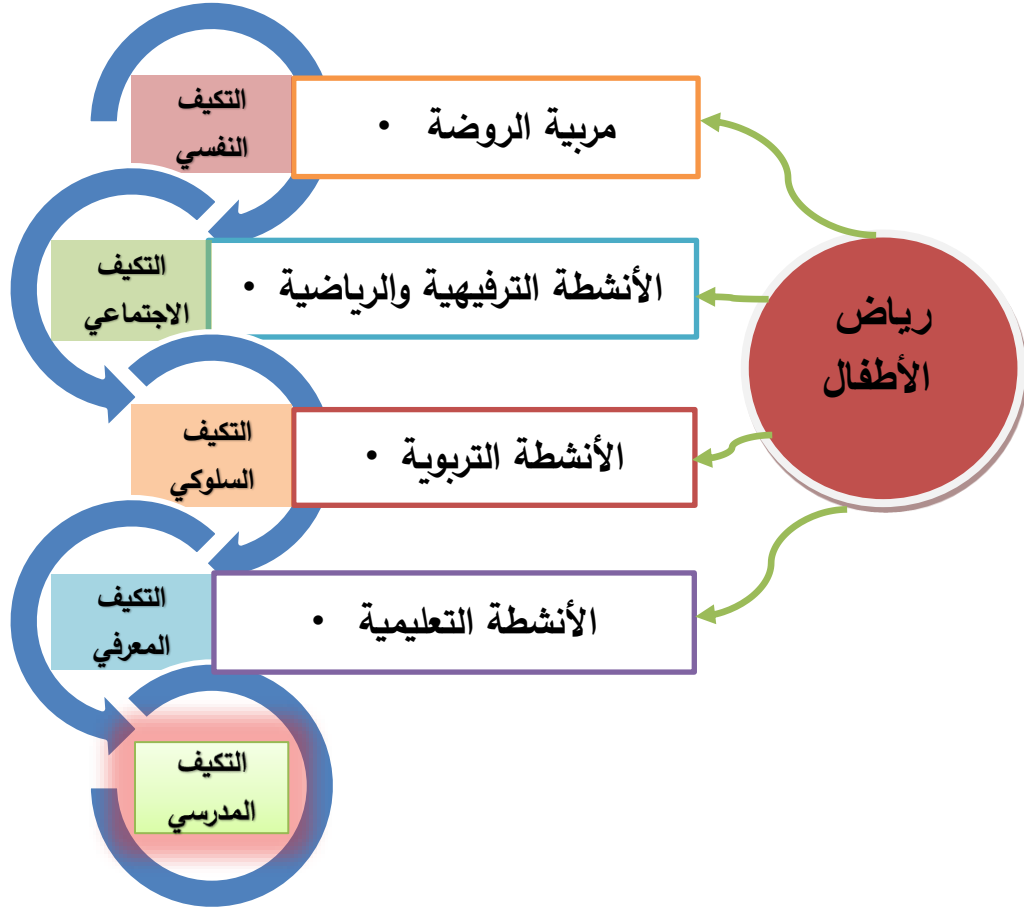 رياض
الأطفال
مربية الروضة •
التكيف
النفسي
الأنشطة الترفيهية والرياضية •
التكيف
الاجتماعي
الأنشطة التربوية •
التكيف
السلوكي
الأنشطة التعليمية •
التكيف
المعرفي
التكيف
المدرسي